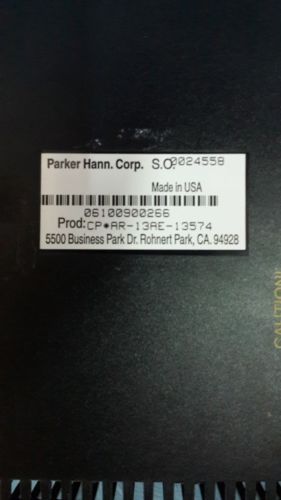 Parker Hann. Corp. S.O. 0024558
Made in USA
06100900266
Prod: CP*AR-13AE-13574
5500 Business Park Dr. Rohnert Park, CA. 94928
CAUTION!